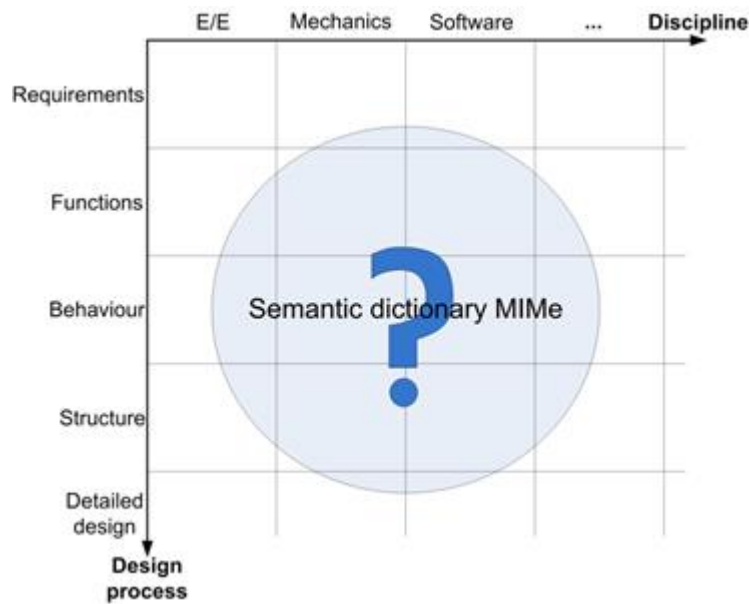 E/E Mechanics Software ... Discipline
Requirements
Functions
?
Semantic dictionary MIMe
Behaviour
Structure
Detailed
design
Design
process